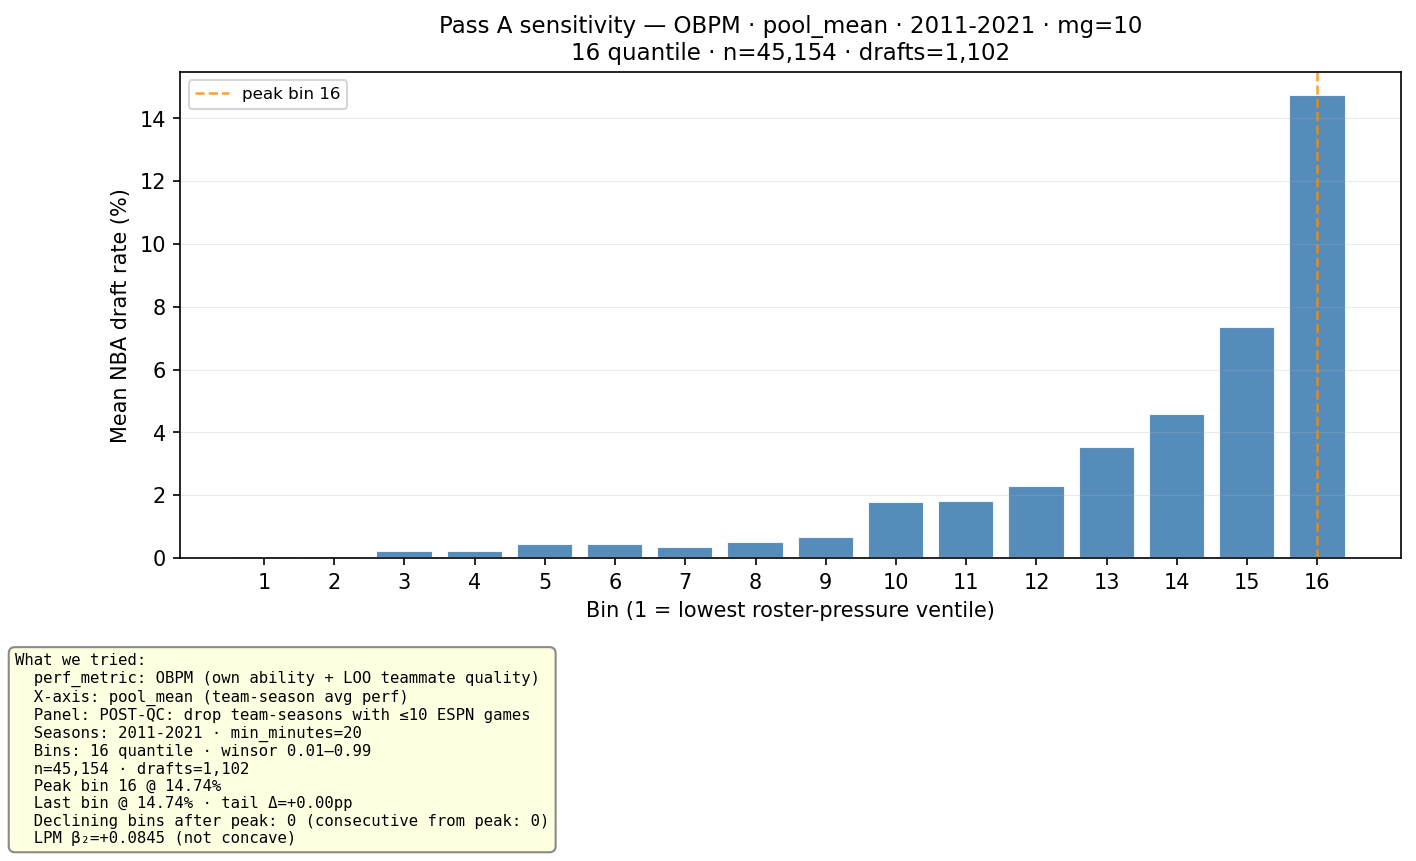 Pass A sensitivity — OBPM · pool_mean · 2011-2021 · mg=10
16 quantile · n=45,154 · drafts=1,102
peak bin 16
Mean NBA draft rate (%)
14
12
10
8
6
4
2
0
1 2 3 4 5 6 7 8 9 10 11 12 13 14 15 16
Bin (1 = lowest roster-pressure ventile)
What we tried:
perf_metric: OBPM (own ability + LOO teammate quality)
X-axis: pool_mean (team-season avg perf)
Panel: POST-QC: drop team-seasons with ≤10 ESPN games
Seasons: 2011-2021 · min_minutes=20
Bins: 16 quantile · winsor 0.01–0.99
n=45,154 · drafts=1,102
Peak bin 16 @ 14.74%
Last bin @ 14.74% · tail Δ=+0.00pp
Declining bins after peak: 0 (consecutive from peak: 0)
LPM β₂=+0.0845 (not concave)